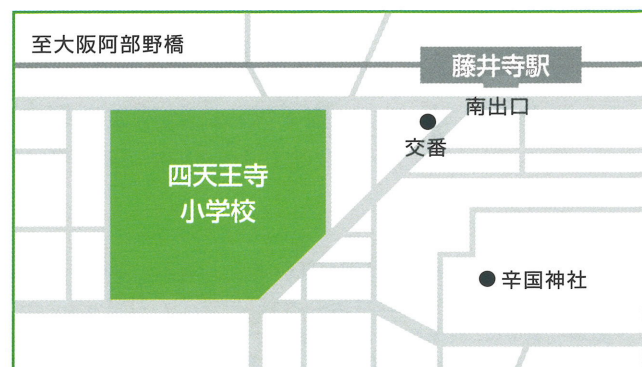 至大阪阿部野橋
藤井寺駅
南出口
交番
四天王寺
小学校
辛国神社